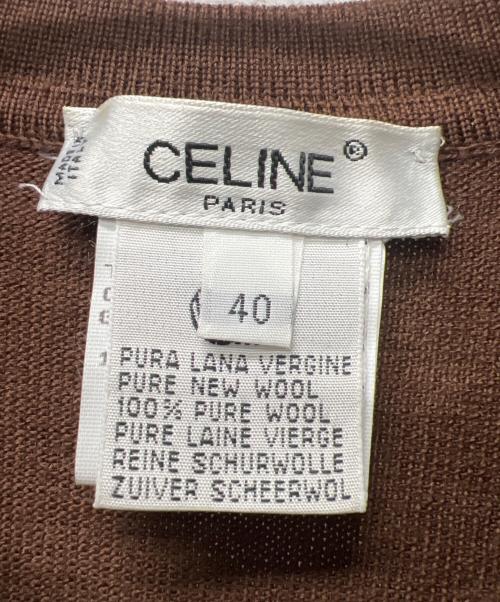 MADE IN
ITALY
CELINE®
PARIS
40
PURA LANA VERGINE
PURE NEW WOOL
100% PURE WOOL
PURE LAINE VIERGE
REINE SCHURWOLLE
ZUIVER SCHEERWOL